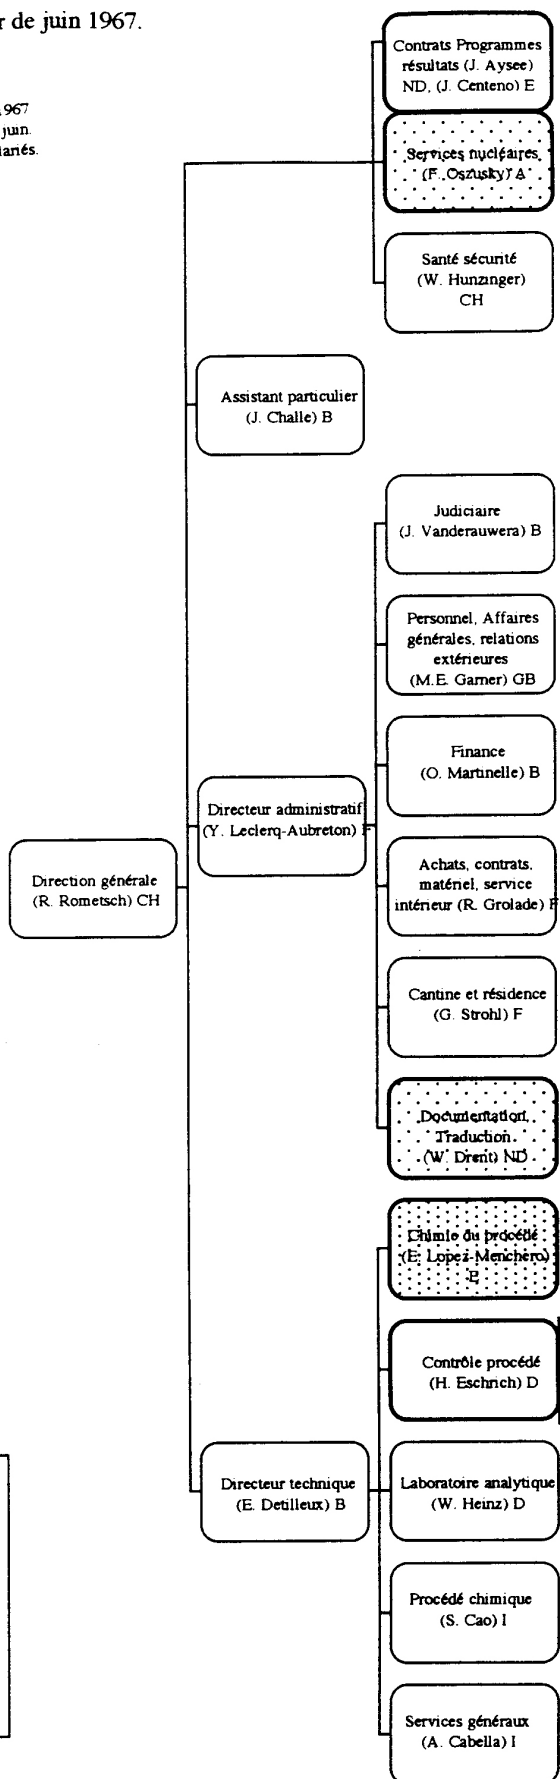 r de juin 1967.
1967
juin.
lariés.
Contrats Programmes
résultats (J. Aysee)
ND, (J. Centeno) E
Services nucléaires
(F. Oszusky) A
Santé sécurité
(W. Hunzinger)
CH
Assistant particulier
(J. Challe) B
Judiciaire
(J. Vanderauwera) B
Personnel, Affaires
générales, relations
extérieures
(M.E. Garner) GB
Finance
(O. Martinelle) B
Directeur administratif
(Y. Leclerq-Aubreton) F
Direction générale
(R. Rometsch) CH
Achats, contrats,
matériel, service
intérieur (R. Grolade) F
Cantine et résidence
(G. Strohl) F
Documentation,
Traduction
(W. Drent) ND
Chimie du procédé
(E. Lopez-Menchero)
E
Contrôle procédé
(H. Eschrich) D
Directeur technique
(E. Detilleux) B
Laboratoire analytique
(W. Heinz) D
Procédé chimique
(S. Cao) I
Services généraux
(A. Cabella) I